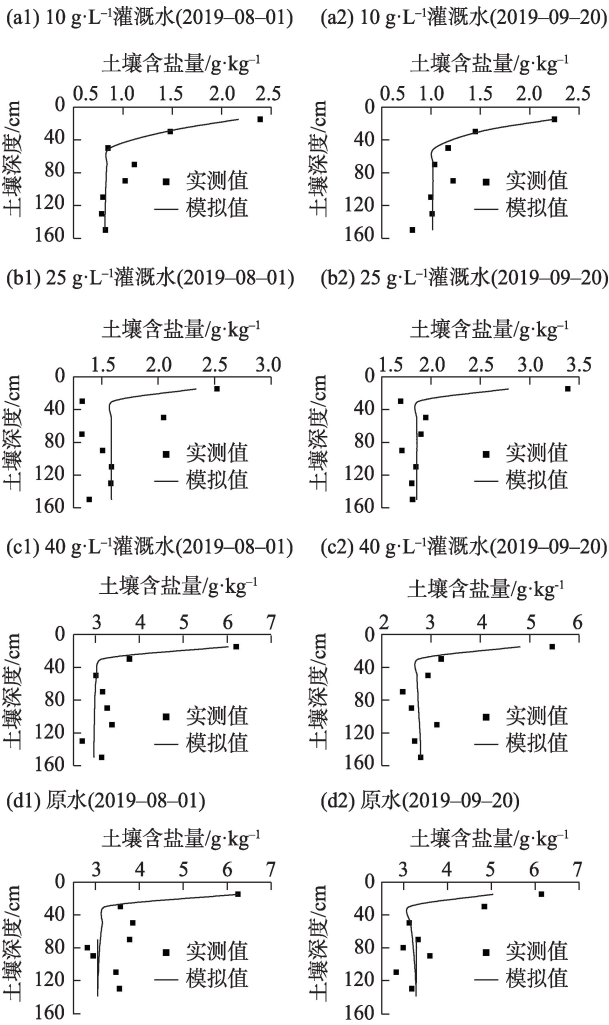 (a1) 10 g·L⁻¹灌溉水(2019–08–01)
土壤含盐量/g·kg⁻¹
0.5 1.0 1.5 2.0 2.5
0
40
80
120
160
土壤深度/cm
实测值
模拟值
(a2) 10 g·L⁻¹灌溉水(2019–09–20)
土壤含盐量/g·kg⁻¹
0.5 1.0 1.5 2.0 2.5
0
40
80
120
160
土壤深度/cm
实测值
模拟值
(b1) 25 g·L⁻¹灌溉水(2019–08–01)
土壤含盐量/g·kg⁻¹
1.5 2.0 2.5 3.0
0
40
80
120
160
土壤深度/cm
实测值
模拟值
(b2) 25 g·L⁻¹灌溉水(2019–09–20)
土壤含盐量/g·kg⁻¹
1.5 2.0 2.5 3.0 3.5
0
40
80
120
160
土壤深度/cm
实测值
模拟值
(c1) 40 g·L⁻¹灌溉水(2019–08–01)
土壤含盐量/g·kg⁻¹
3 4 5 6 7
0
40
80
120
160
土壤深度/cm
实测值
模拟值
(c2) 40 g·L⁻¹灌溉水(2019–09–20)
土壤含盐量/g·kg⁻¹
2 3 4 5 6
0
40
80
120
160
土壤深度/cm
实测值
模拟值
(d1) 原水(2019–08–01)
土壤含盐量/g·kg⁻¹
3 4 5 6 7
0
40
80
120
160
土壤深度/cm
实测值
模拟值
(d2) 原水(2019–09–20)
土壤含盐量/g·kg⁻¹
3 4 5 6 7
0
40
80
120
160
土壤深度/cm
实测值
模拟值